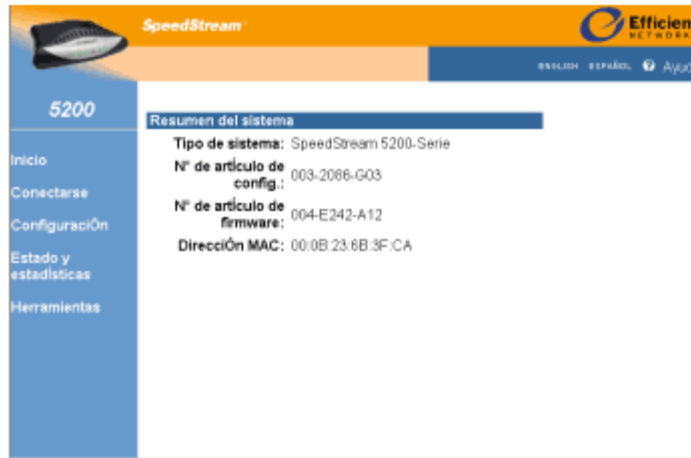 SpeedStream®
Efficien
NETWORK
ENGLISH ESPAÑOL ? Ayud
5200
Resumen del sistema
Tipo de sistema: SpeedStream 5200-Serie
N° de artículo de config.: 003-2086-G03
N° de artículo de firmware: 004-E242-A12
DirecciÓn MAC: 00:0B:23:6B:3F:CA
Inicio
Conectarse
ConfiguraciÓn
Estado y
estadísticas
Herramientas